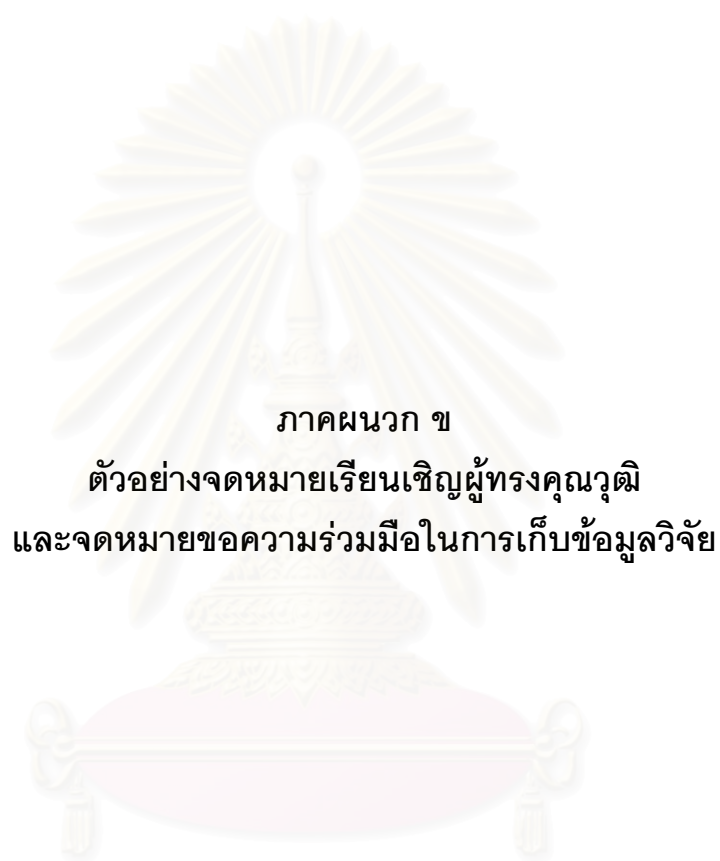 ภาคผนวก ข
ตัวอย่างจดหมายเรียนเชิญผู้ทรงคุณวุฒิ
และจดหมายขอความร่วมมือในการเก็บข้อมูลวิจัย